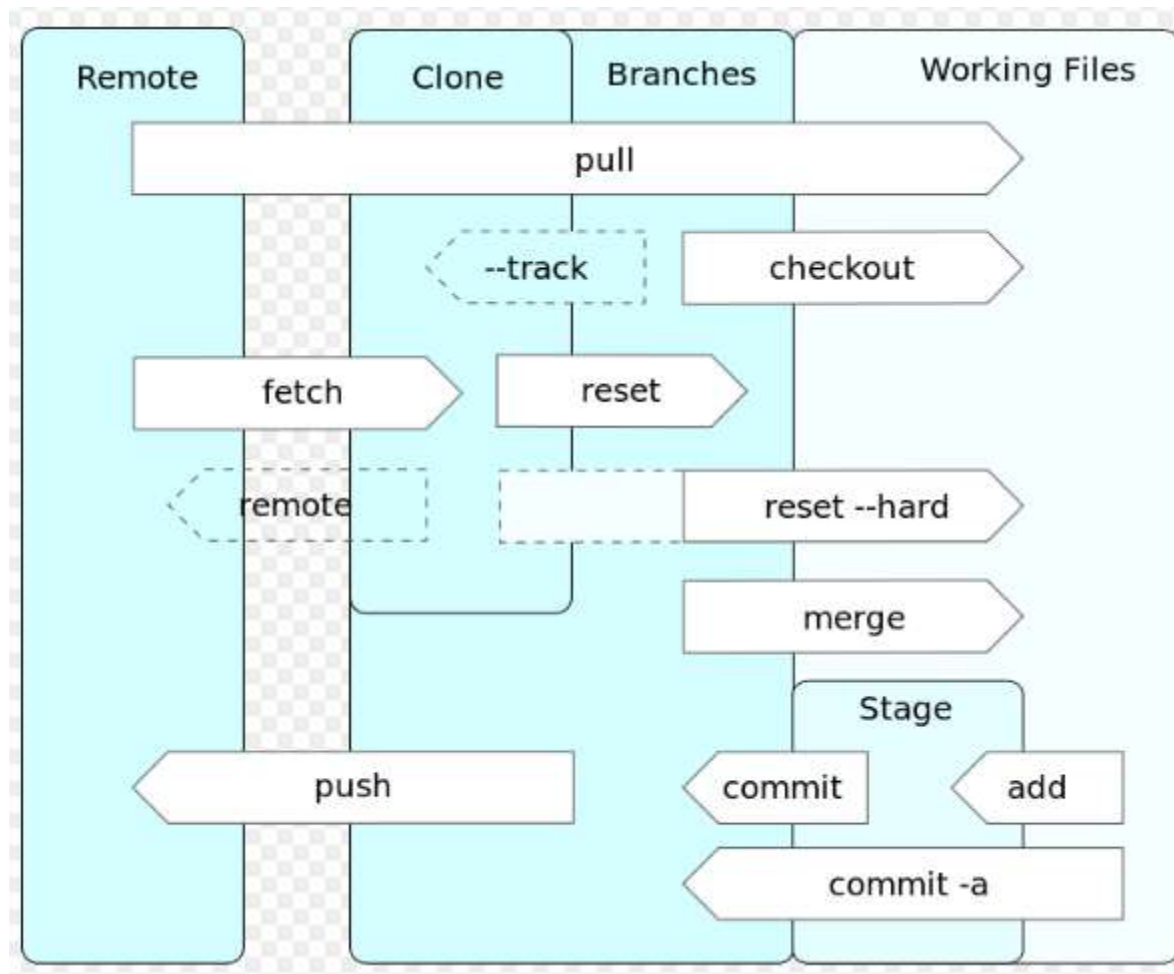 Remote
Clone
Branches
Working Files
pull
--track
checkout
fetch
reset
remote
reset --hard
merge
Stage
push
commit
add
commit -a